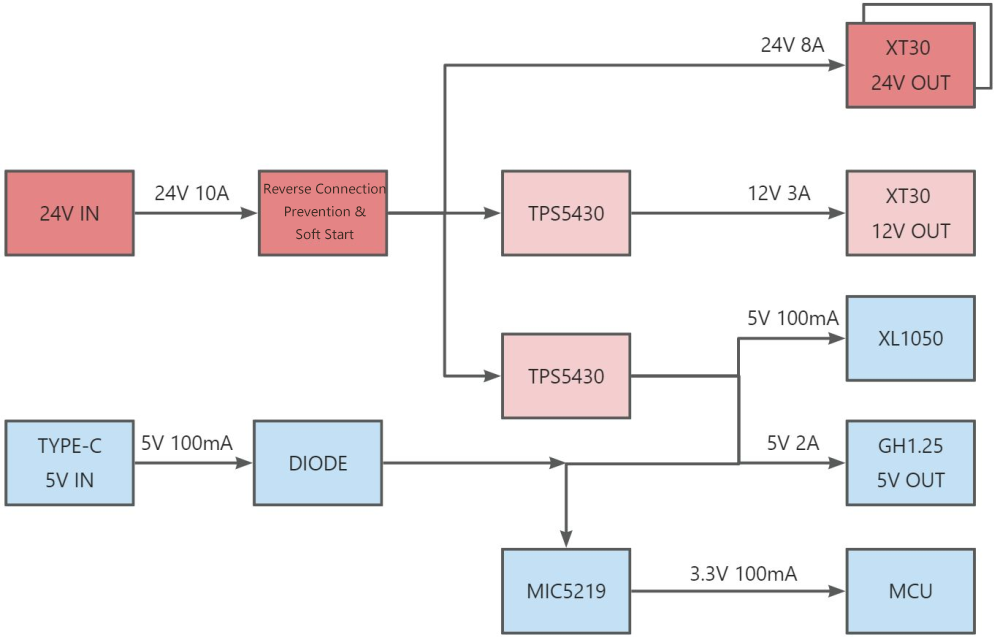 24V 8A
XT30
24V OUT
24V IN
24V 10A
Reverse Connection
Prevention &
Soft Start
TPS5430
12V 3A
XT30
12V OUT
TPS5430
5V 100mA
XL1050
TYPE-C
5V IN
5V 100mA
DIODE
5V 2A
GH1.25
5V OUT
MIC5219
3.3V 100mA
MCU